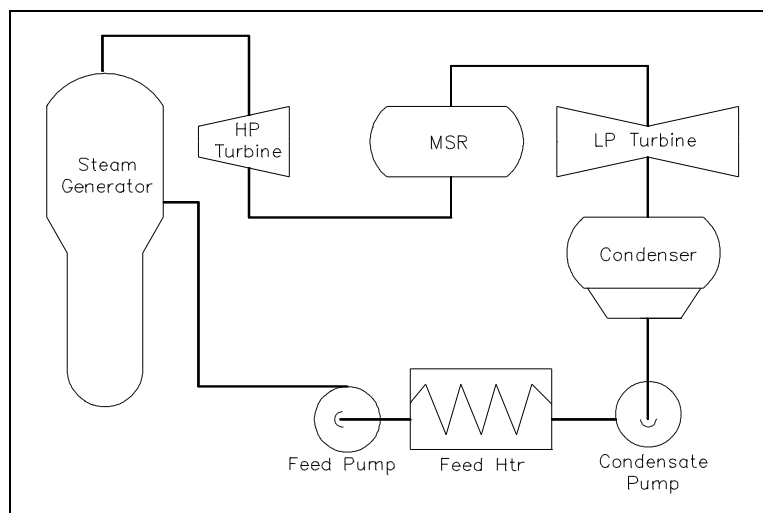 Steam
Generator
HP
Turbine
MSR
LP Turbine
Condenser
Feed Pump
Feed Htr
Condensate
Pump